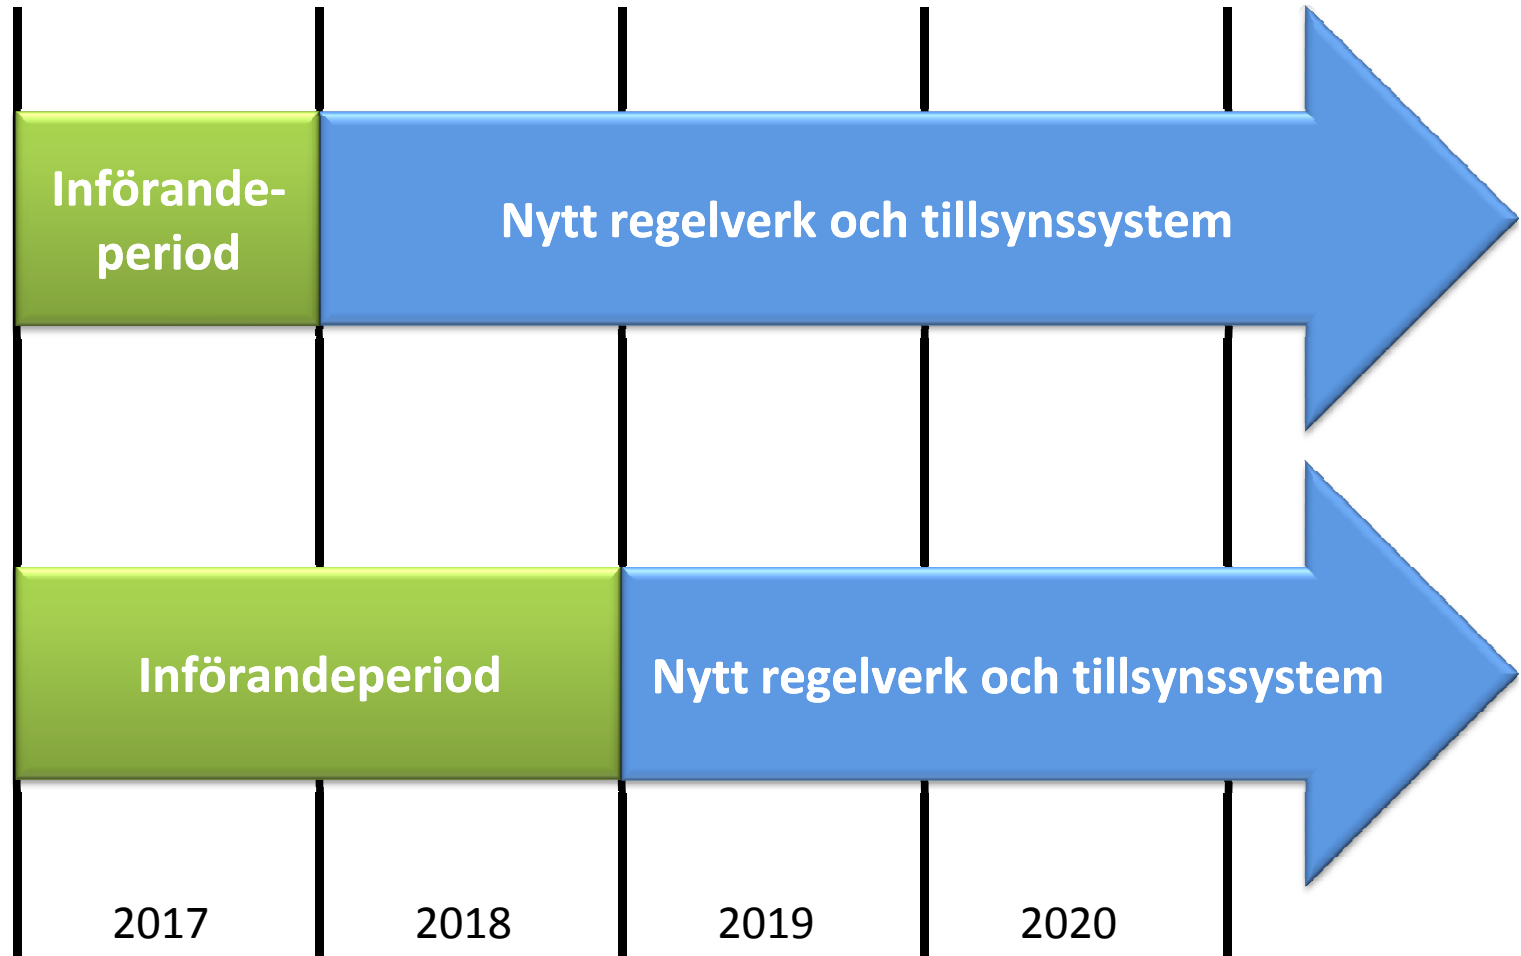 Införande-
period
Nytt regelverk och tillsynssystem
Införandeperiod
Nytt regelverk och tillsynssystem
2017
2018
2019
2020